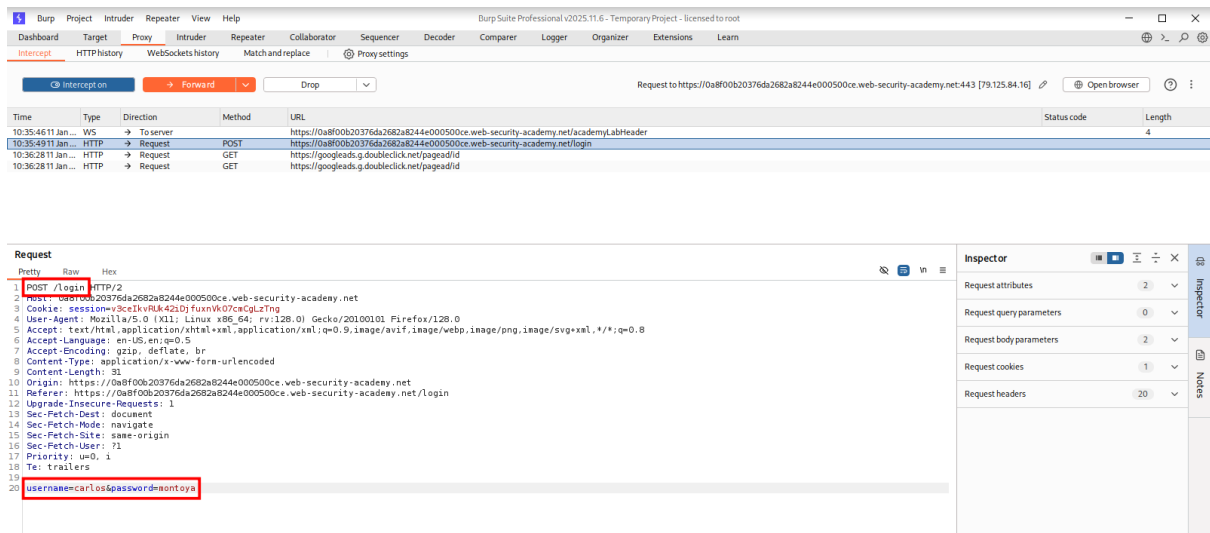 Burp Project Intruder Repeater View Help Burp Suite Professional v2025.11.6 - Temporary Project - licensed to root
Dashboard Target Proxy Intruder Repeater Collaborator Sequencer Decoder Comparer Logger Organizer Extensions Learn
Intercept HTTP history WebSockets history Match and replace Proxy settings
Intercept on → Forward Drop Request to https://0a8f00b20376da2682a8244e000500ce.web-security-academy.net:443 [79.125.84.16] Open browser
Time Type Direction Method URL Status code Length
10:35:46 11 Jan ... WS → To server https://0a8f00b20376da2682a8244e000500ce.web-security-academy.net/academyLabHeader 4
10:35:49 11 Jan ... HTTP → Request POST https://0a8f00b20376da2682a8244e000500ce.web-security-academy.net/login
10:36:28 11 Jan ... HTTP → Request GET https://googleads.g.doubleclick.net/pagead/id
10:36:28 11 Jan ... HTTP → Request GET https://googleads.g.doubleclick.net/pagead/id
Request
Pretty Raw Hex \n
1 POST /login HTTP/2
2 Host: 0a8f00b20376da2682a8244e000500ce.web-security-academy.net
3 Cookie: session=v3ceIkvRUk42iDjfuxnVk07cmCgLzTng
4 User-Agent: Mozilla/5.0 (X11; Linux x86_64; rv:128.0) Gecko/20100101 Firefox/128.0
5 Accept: text/html,application/xhtml+xml,application/xml;q=0.9,image/avif,image/webp,image/png,image/svg+xml,*/*;q=0.8
6 Accept-Language: en-US,en;q=0.5
7 Accept-Encoding: gzip, deflate, br
8 Content-Type: application/x-www-form-urlencoded
9 Content-Length: 31
10 Origin: https://0a8f00b20376da2682a8244e000500ce.web-security-academy.net
11 Referer: https://0a8f00b20376da2682a8244e000500ce.web-security-academy.net/login
12 Upgrade-Insecure-Requests: 1
13 Sec-Fetch-Dest: document
14 Sec-Fetch-Mode: navigate
15 Sec-Fetch-Site: same-origin
16 Sec-Fetch-User: ?1
17 Priority: u=0, i
18 Te: trailers
19
20 username=carlos&password=montoya
Inspector
Request attributes 2
Request query parameters 0
Request body parameters 2
Request cookies 1
Request headers 20
Inspector
Notes